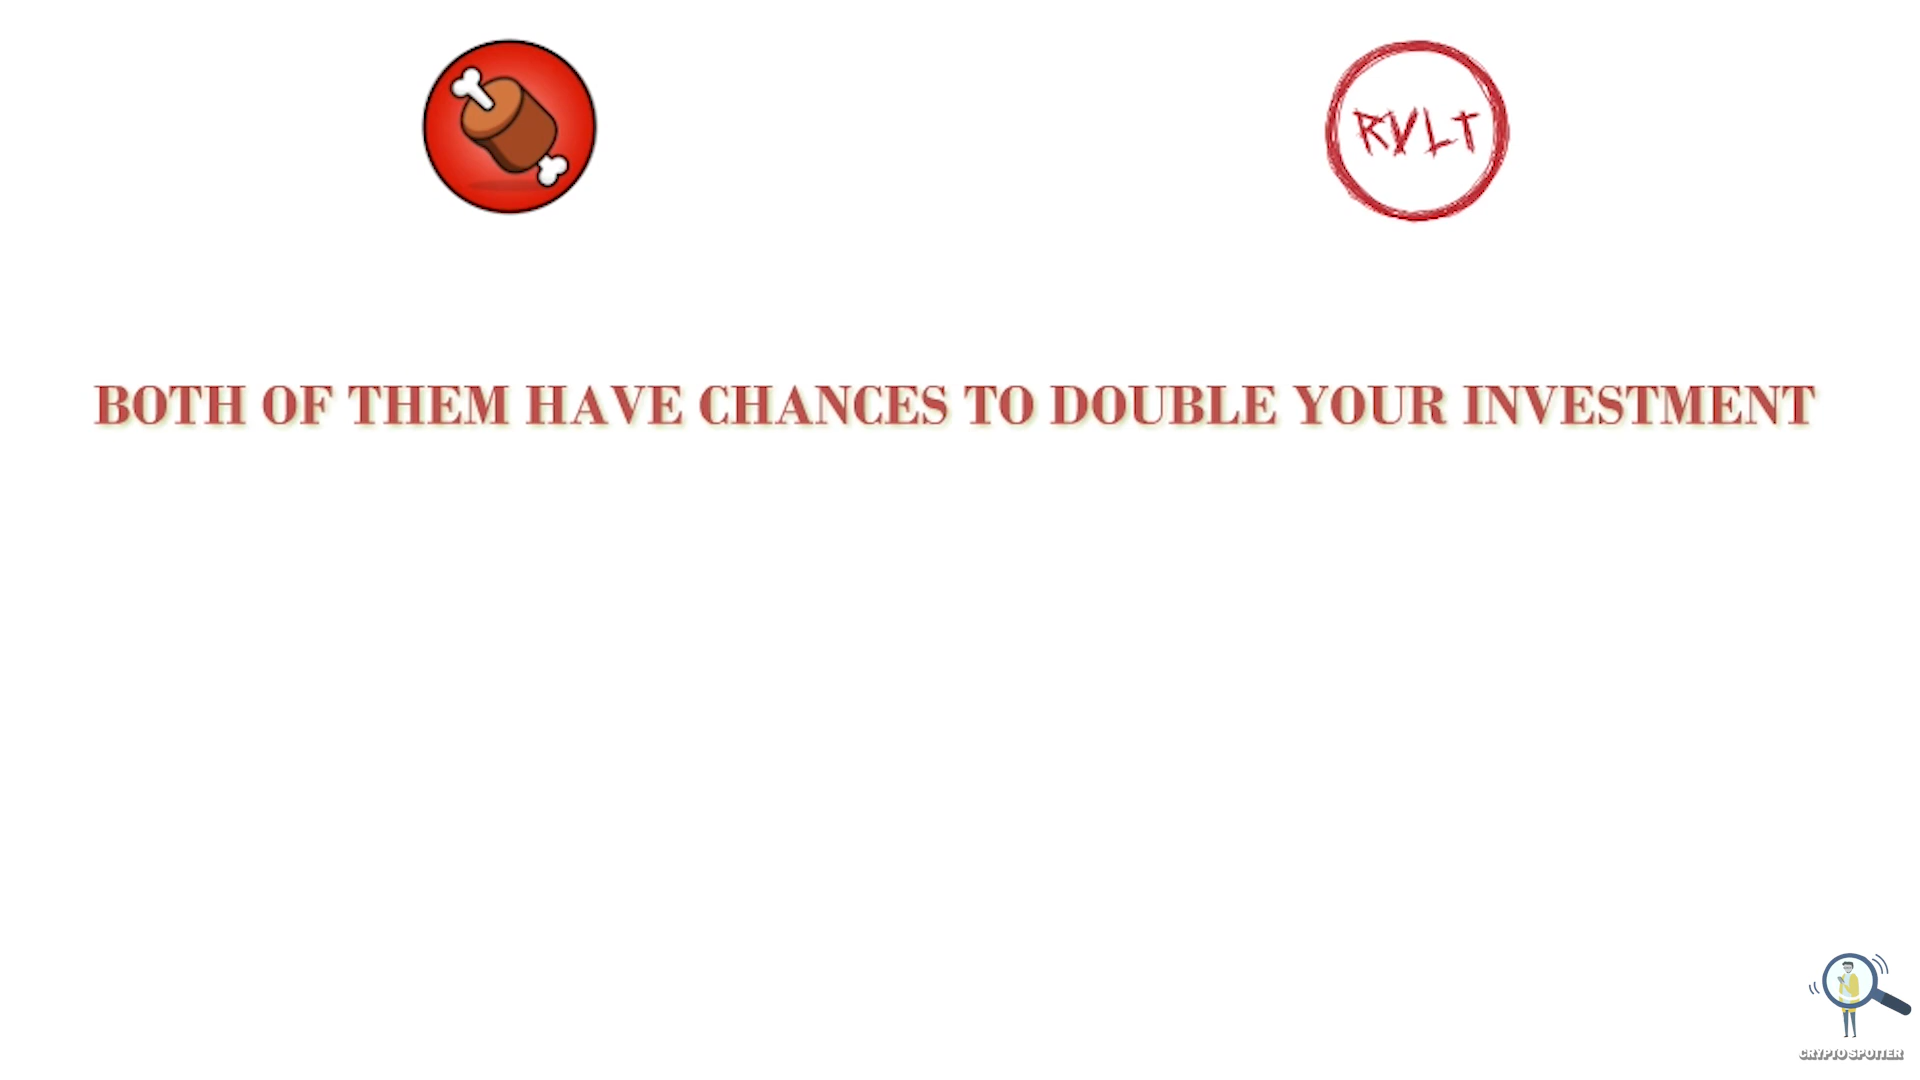 RVLT
BOTH OF THEM HAVE CHANCES TO DOUBLE YOUR INVESTMENT
CRYPTO SPOTTER